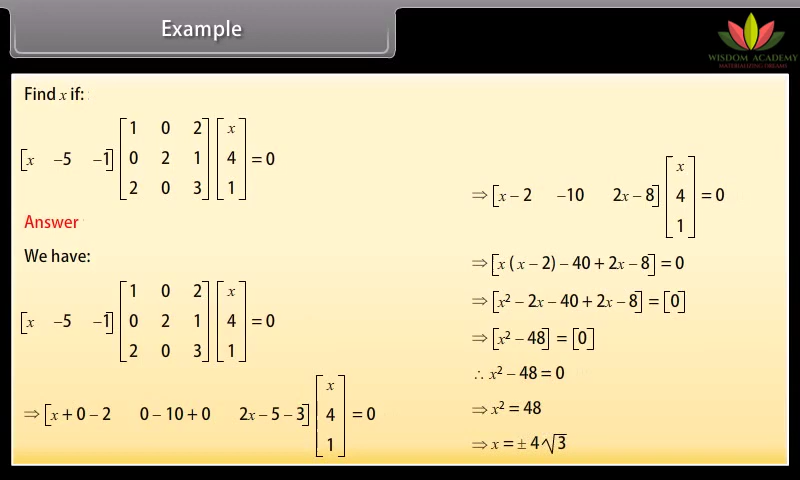 Example
WISDOM ACADEMY
MATERIALIZING DREAMS
Find x if:
[x –5 –1] [1 0 2; 0 2 1; 2 0 3] [x; 4; 1] = 0
Answer
We have:
[x –5 –1] [1 0 2; 0 2 1; 2 0 3] [x; 4; 1] = 0
⇒ [x + 0 – 2 0 – 10 + 0 2x – 5 – 3] [x; 4; 1] = 0
⇒ [x – 2 –10 2x – 8] [x; 4; 1] = 0
⇒ [x (x – 2) – 40 + 2x – 8] = 0
⇒ [x² – 2x – 40 + 2x – 8] = [0]
⇒ [x² – 48] = [0]
∴ x² – 48 = 0
⇒ x² = 48
⇒ x = ± 4√3